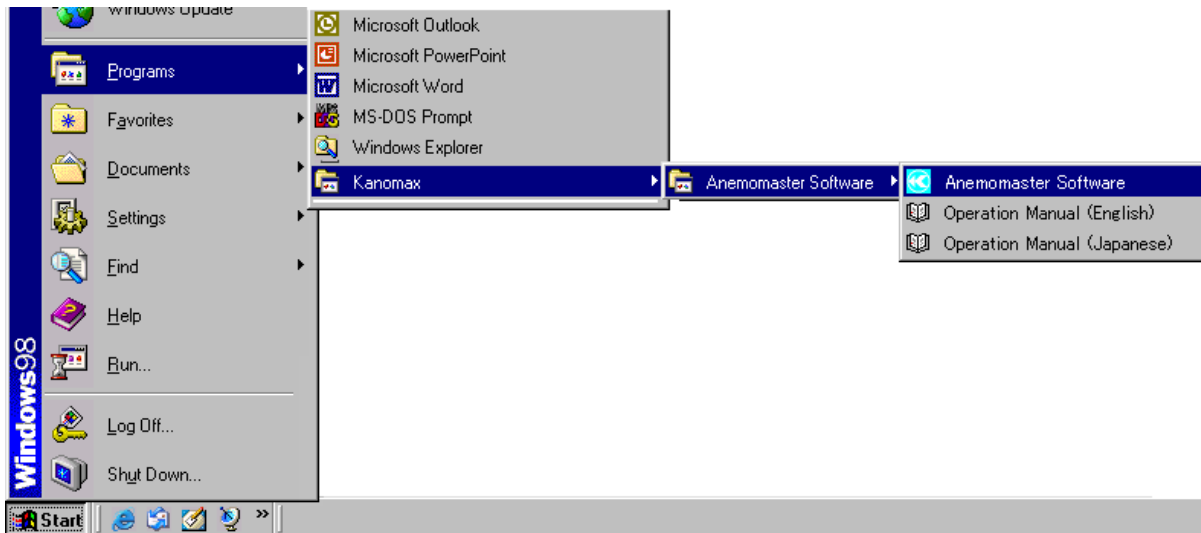 Windows Update
Programs
Favorites
Documents
Settings
Find
Help
Run...
Log Off...
Shut Down...
Windows98
Start
»
Microsoft Outlook
Microsoft PowerPoint
Microsoft Word
MS-DOS Prompt
Windows Explorer
Kanomax
Anemomaster Software
Anemomaster Software
Operation Manual (English)
Operation Manual (Japanese)